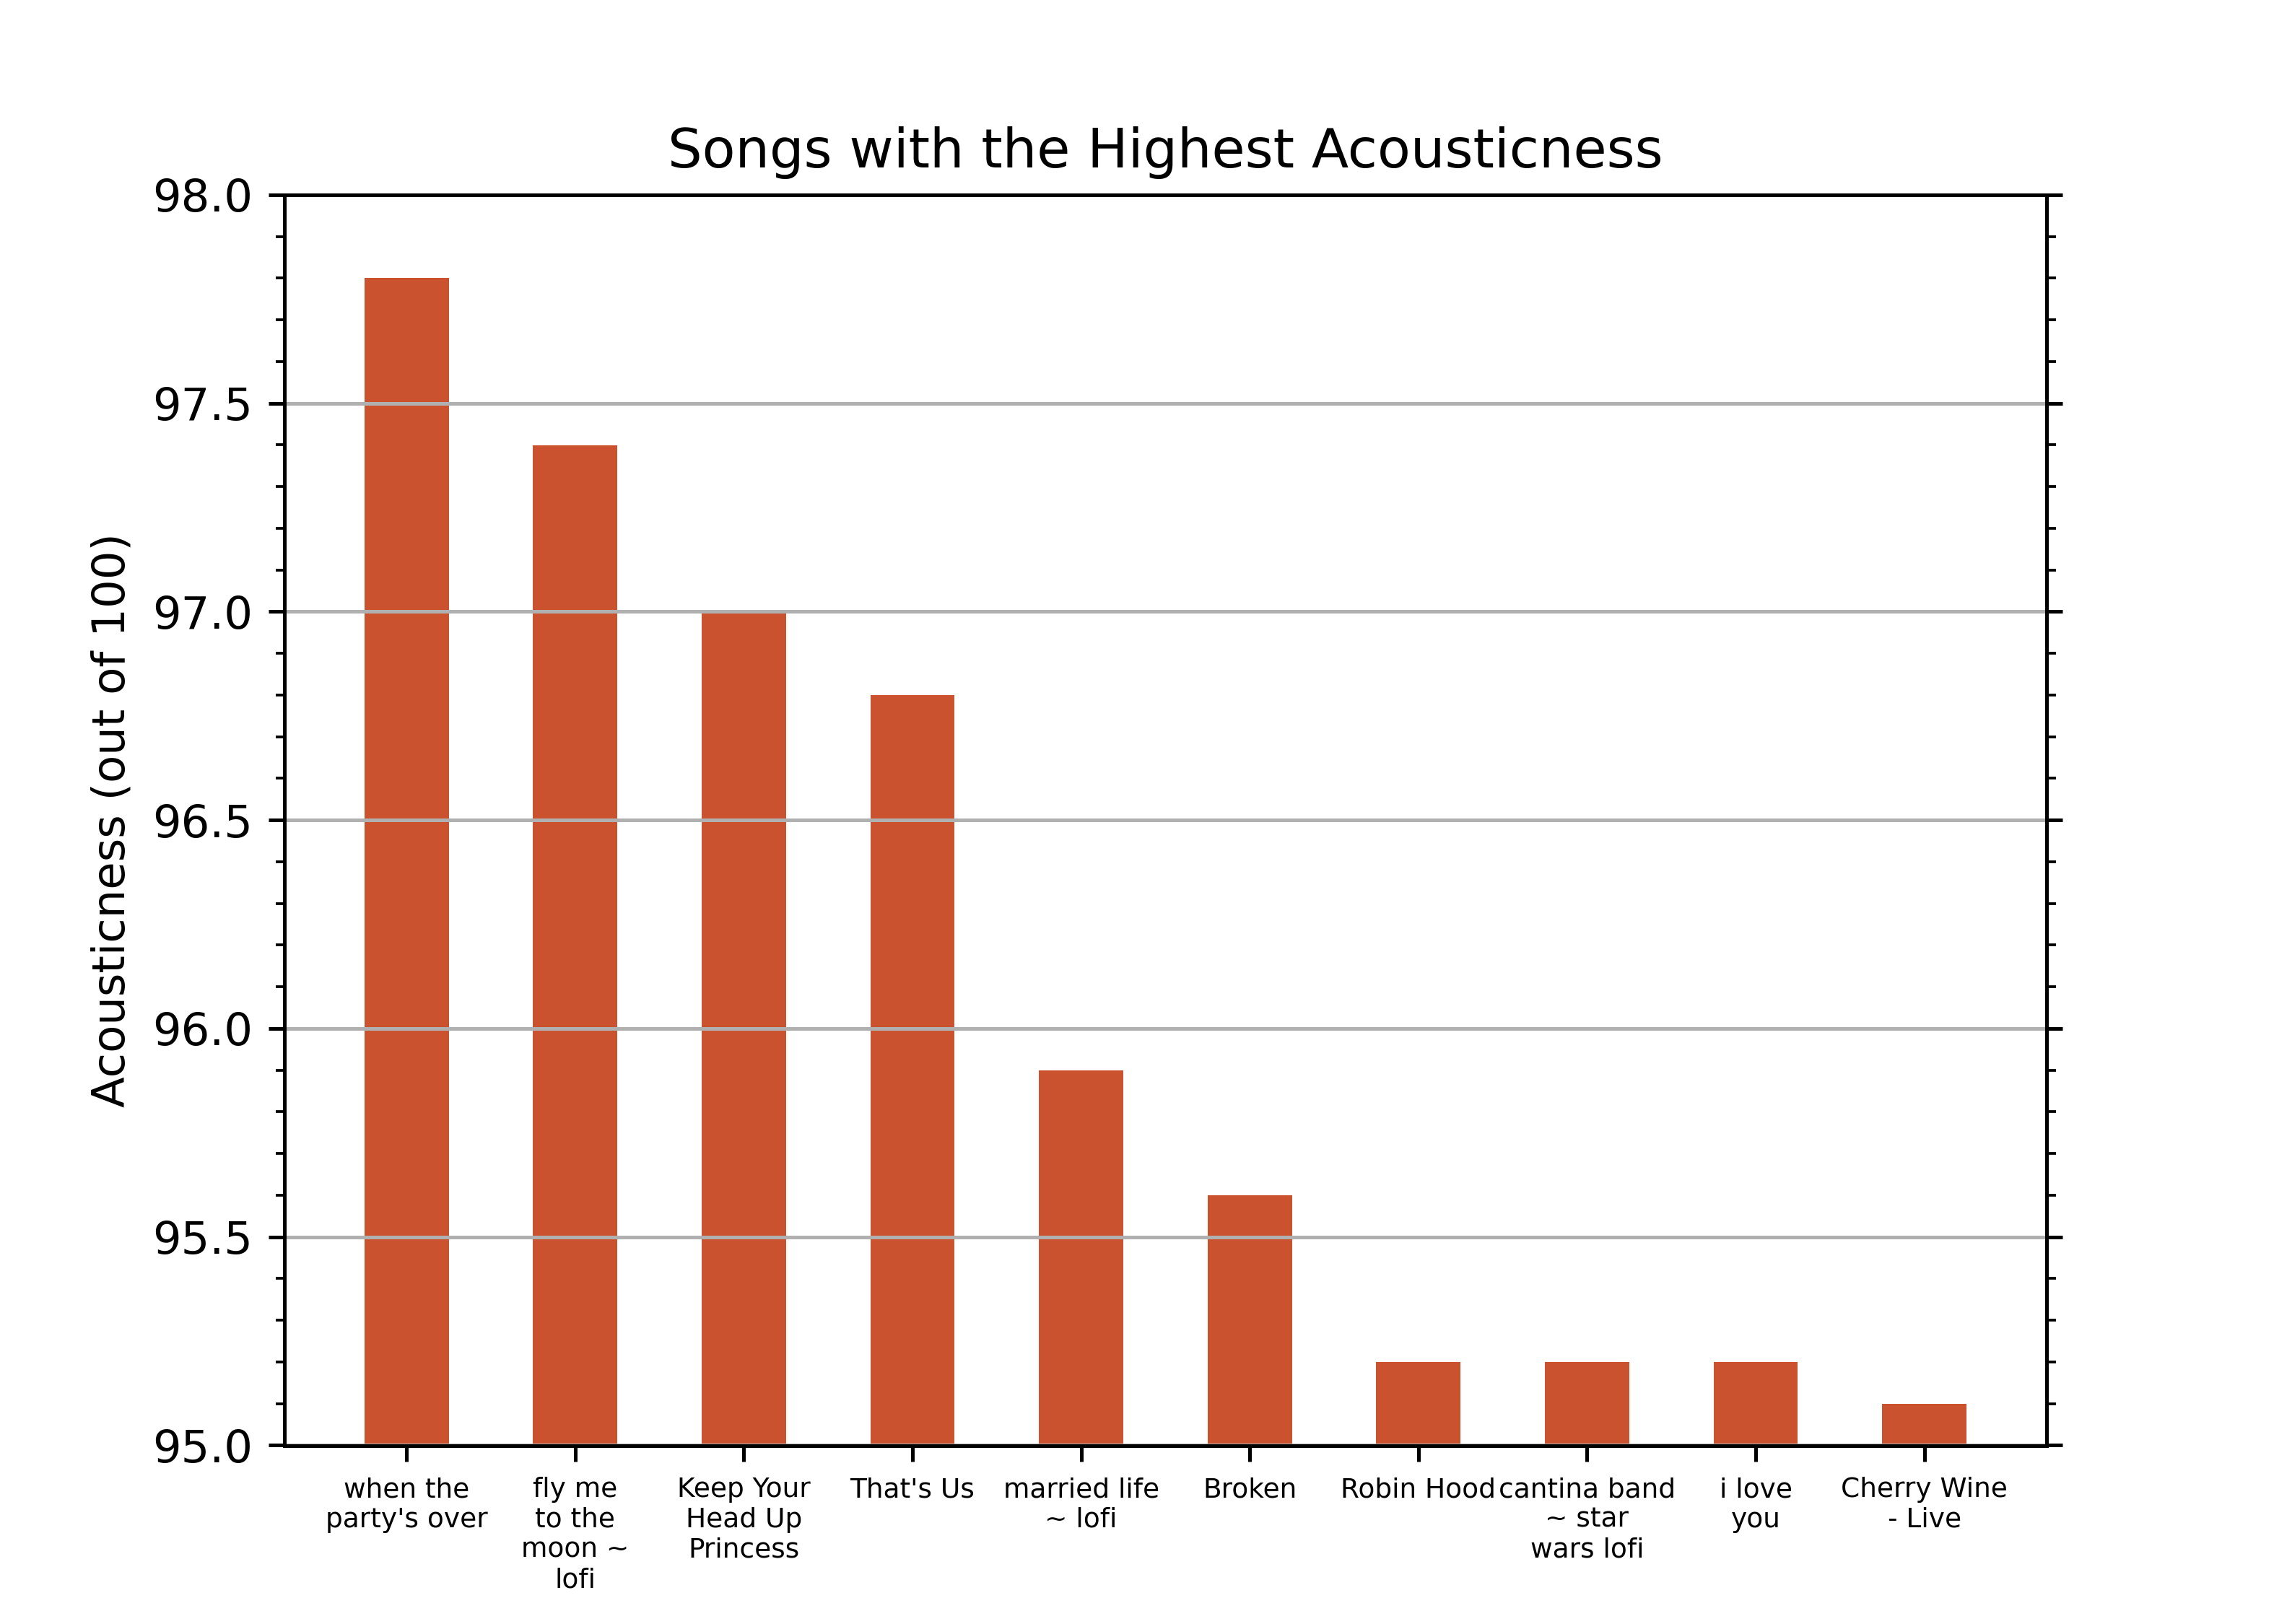 Songs with the Highest Acousticness
Acousticness (out of 100)
98.0
97.5
97.0
96.5
96.0
95.5
95.0
when the
party's over
fly me
to the
moon ~
lofi
Keep Your
Head Up
Princess
That's Us
married life
~ lofi
Broken
Robin Hood
cantina band
~ star
wars lofi
i love
you
Cherry Wine
- Live